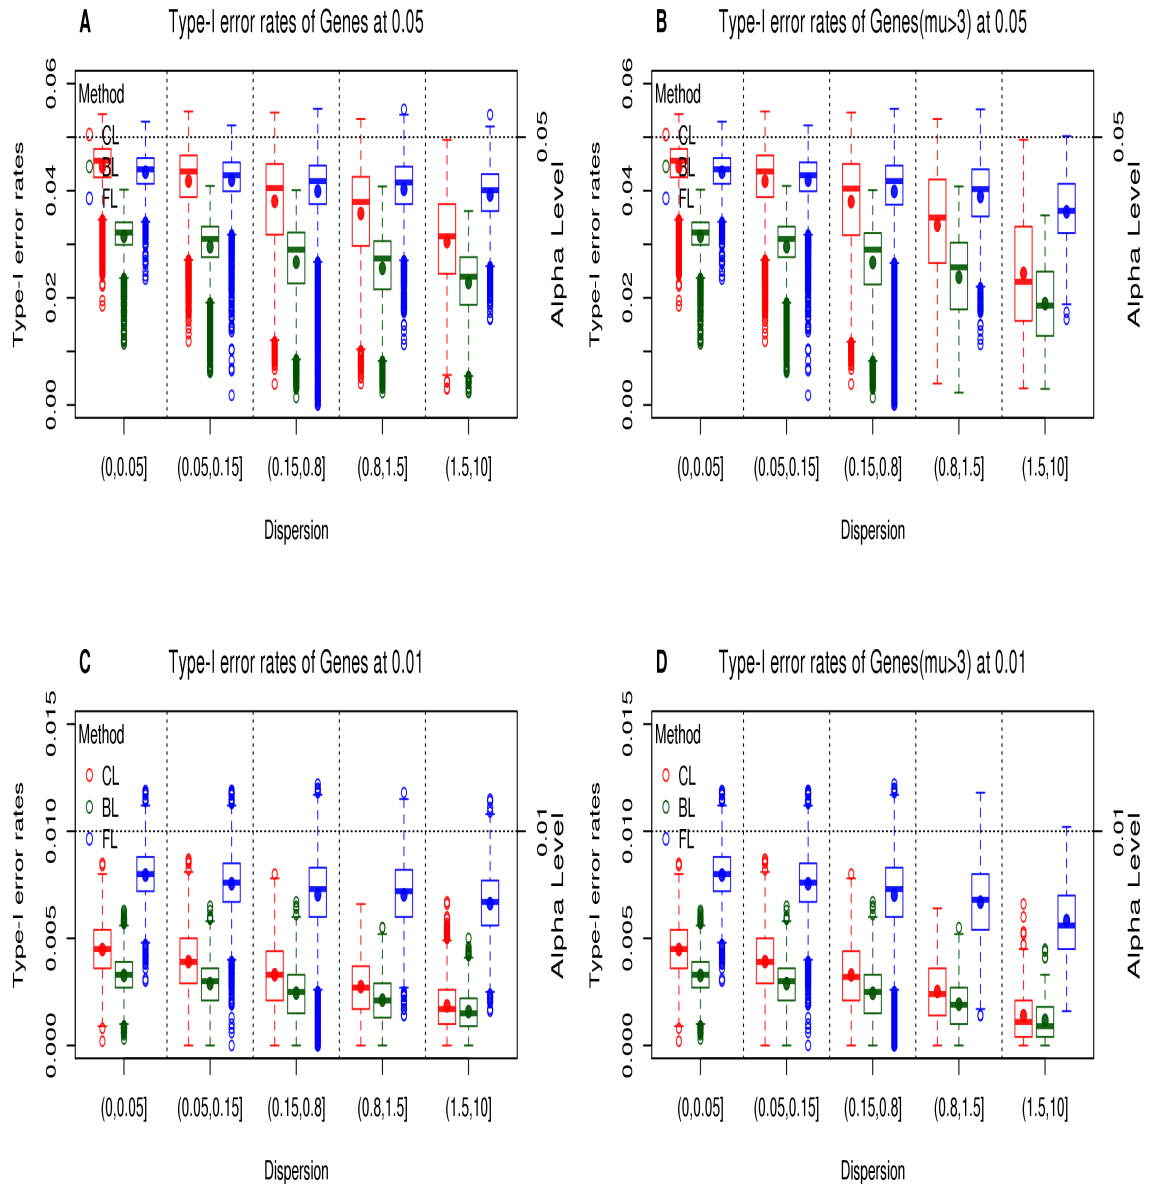 A
Type-I error rates of Genes at 0.05
Type-I error rates
0.06
0.04
0.02
0.00
Method
CL
BL
FL
0.05
Alpha Level
(0,0.05]
(0.05,0.15]
(0.15,0.8]
(0.8,1.5]
(1.5,10]
Dispersion
B
Type-I error rates of Genes(mu>3) at 0.05
Type-I error rates
0.06
0.04
0.02
0.00
Method
CL
BL
FL
0.05
Alpha Level
(0,0.05]
(0.05,0.15]
(0.15,0.8]
(0.8,1.5]
(1.5,10]
Dispersion
C
Type-I error rates of Genes at 0.01
Type-I error rates
0.015
0.010
0.005
0.000
Method
CL
BL
FL
0.01
Alpha Level
(0,0.05]
(0.05,0.15]
(0.15,0.8]
(0.8,1.5]
(1.5,10]
Dispersion
D
Type-I error rates of Genes(mu>3) at 0.01
Type-I error rates
0.015
0.010
0.005
0.000
Method
CL
BL
FL
0.01
Alpha Level
(0,0.05]
(0.05,0.15]
(0.15,0.8]
(0.8,1.5]
(1.5,10]
Dispersion